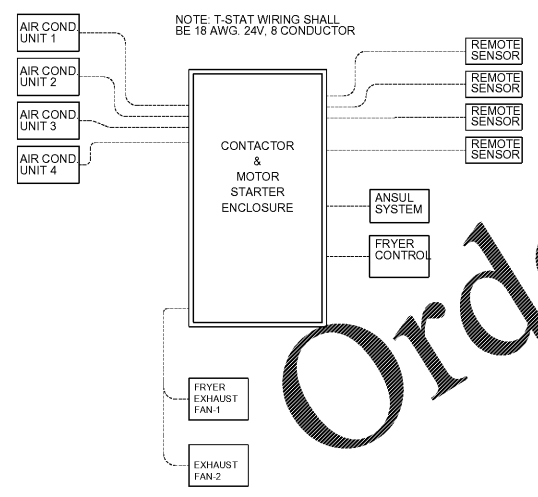 NOTE: T-STAT WIRING SHALL
BE 18 AWG. 24V, 8 CONDUCTOR
AIR COND.
UNIT 1
AIR COND.
UNIT 2
AIR COND.
UNIT 3
AIR COND.
UNIT 4
REMOTE
SENSOR
REMOTE
SENSOR
REMOTE
SENSOR
REMOTE
SENSOR
CONTACTOR
&
MOTOR
STARTER
ENCLOSURE
ANSUL
SYSTEM
FRYER
CONTROL
FRYER
EXHAUST
FAN-1
EXHAUST
FAN-2